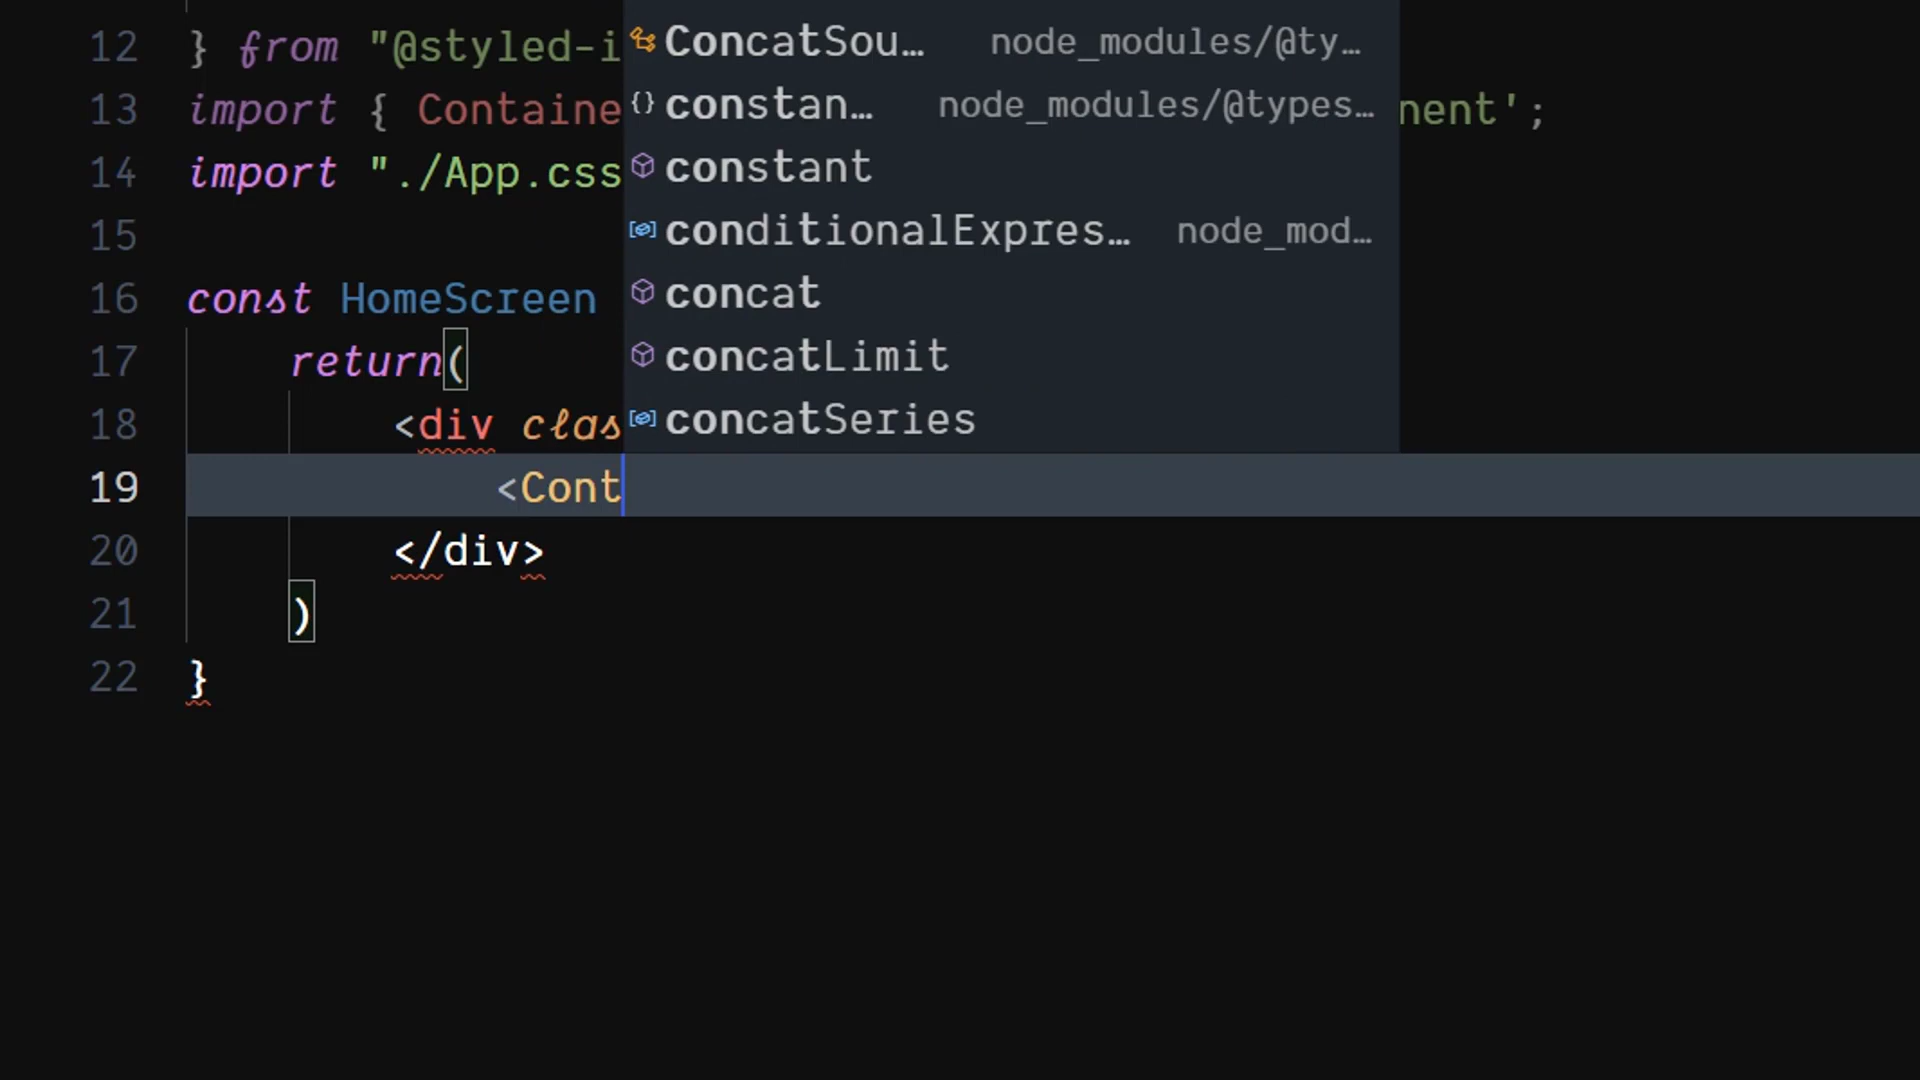 12 } from "@styled-i
13 import { Containe nent';
14 import "./App.css
15
16 const HomeScreen
17 return(
18 <div clas
19 <Cont
20 </div>
21 )
22 }
ConcatSou… node_modules/@ty…
constan… node_modules/@types…
constant
conditionalExpres… node_mod…
concat
concatLimit
concatSeries